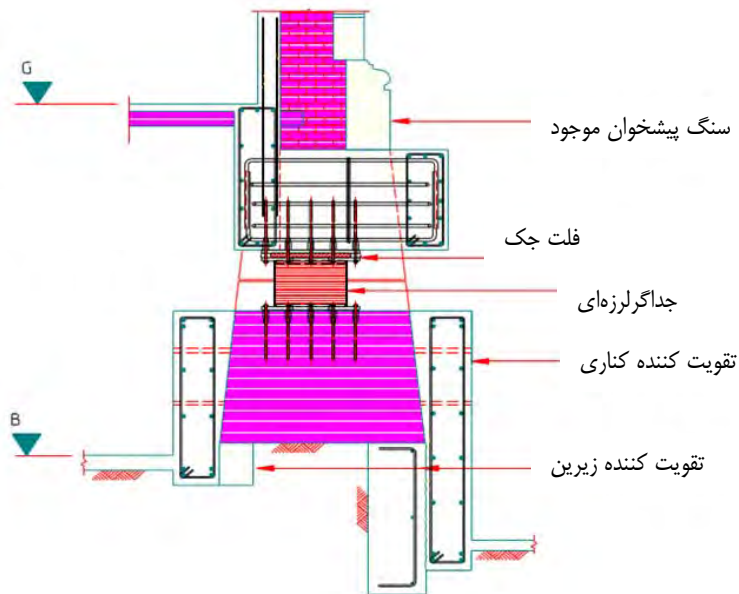 G
سنگ پیشخوان موجود
فلت جک
جداگرلرزه‌ای
تقویت کننده کناری
B
تقویت کننده زیرین